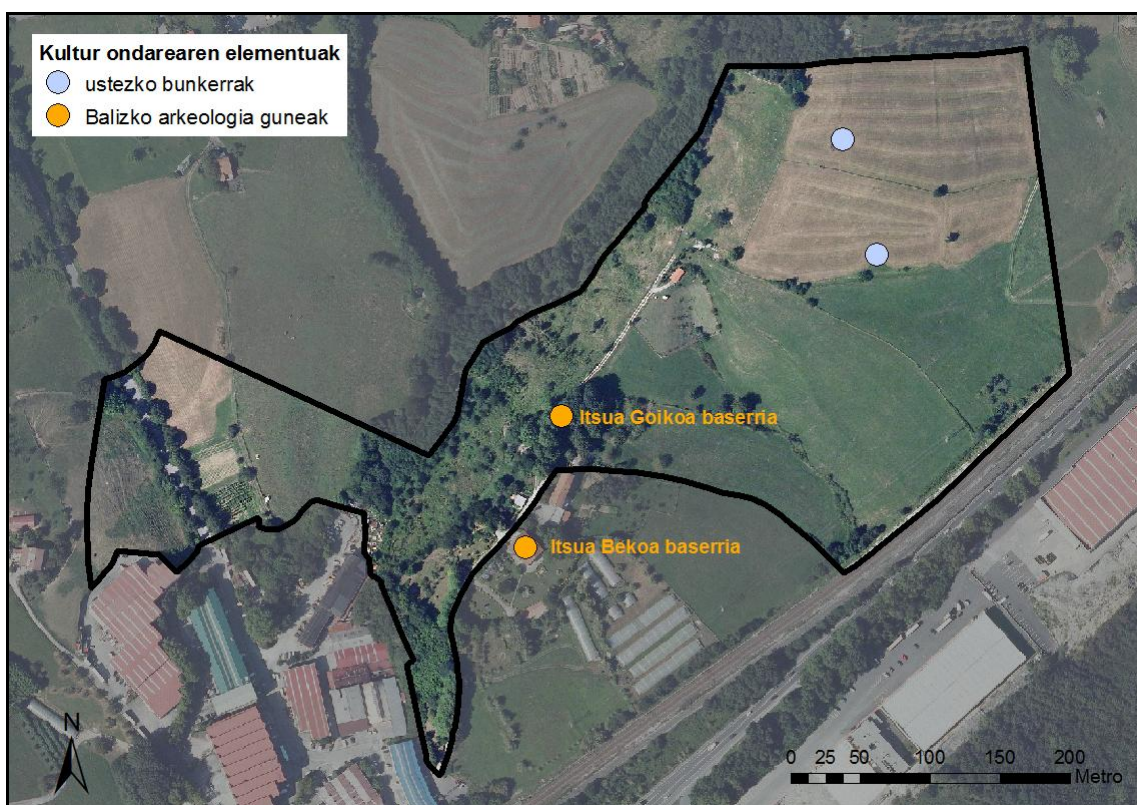 Kultur ondarearen elementuak
ustezko bunkerrak
Balizko arkeologia guneak
Itsua Goikoa baserria
Itsua Bekoa baserria
N
0 25 50 100 150 200
Metro